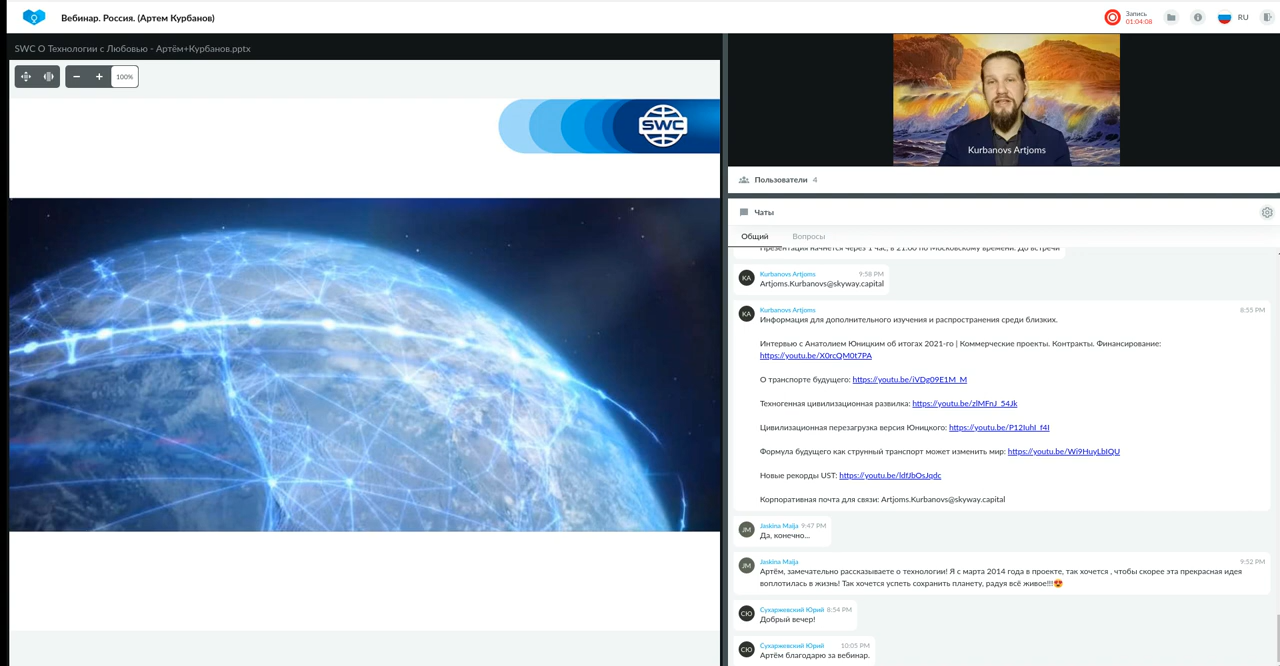 Вебинар. Россия. (Артем Курбанов)
Запись
01:04:08
RU
SWC О Технологии с Любовью - Артём+Курбанов.pptx
100%
SWC
Kurbanovs Artjoms
Пользователи 4
Чаты
Общий Вопросы
Презентация начнется через 1 час, в 21:00 по Московскому времени. До встречи
KA
Kurbanovs Artjoms 9:58 PM
Artjoms.Kurbanovs@skyway.capital
KA
Kurbanovs Artjoms 8:55 PM
Информация для дополнительного изучения и распространения среди близких.
Интервью с Анатолием Юницким об итогах 2021-го | Коммерческие проекты. Контракты. Финансирование:
https://youtu.be/X0rcQM0t7PA
О транспорте будущего: https://youtu.be/iVDg09E1M_M
Техногенная цивилизационная развилка: https://youtu.be/zlMFnJ_54Jk
Цивилизационная перезагрузка версия Юницкого: https://youtu.be/P12IuhI_f4I
Формула будущего как струнный транспорт может изменить мир: https://youtu.be/Wi9HuyLbIQU
Новые рекорды UST: https://youtu.be/ldfJbOsJqdc
Корпоративная почта для связи: Artjoms.Kurbanovs@skyway.capital
JM
Jaskina Maija 9:47 PM
Да, конечно...
JM
Jaskina Maija 9:52 PM
Артём, замечательно рассказываете о технологии! Я с марта 2014 года в проекте, так хочется , чтобы скорее эта прекрасная идея
воплотилась в жизнь! Так хочется успеть сохранить планету, радуя всё живое!!!😍
СЮ
Сухаржевский Юрий 8:54 PM
Добрый вечер!
СЮ
Сухаржевский Юрий 10:05 PM
Артём благодарю за вебинар.